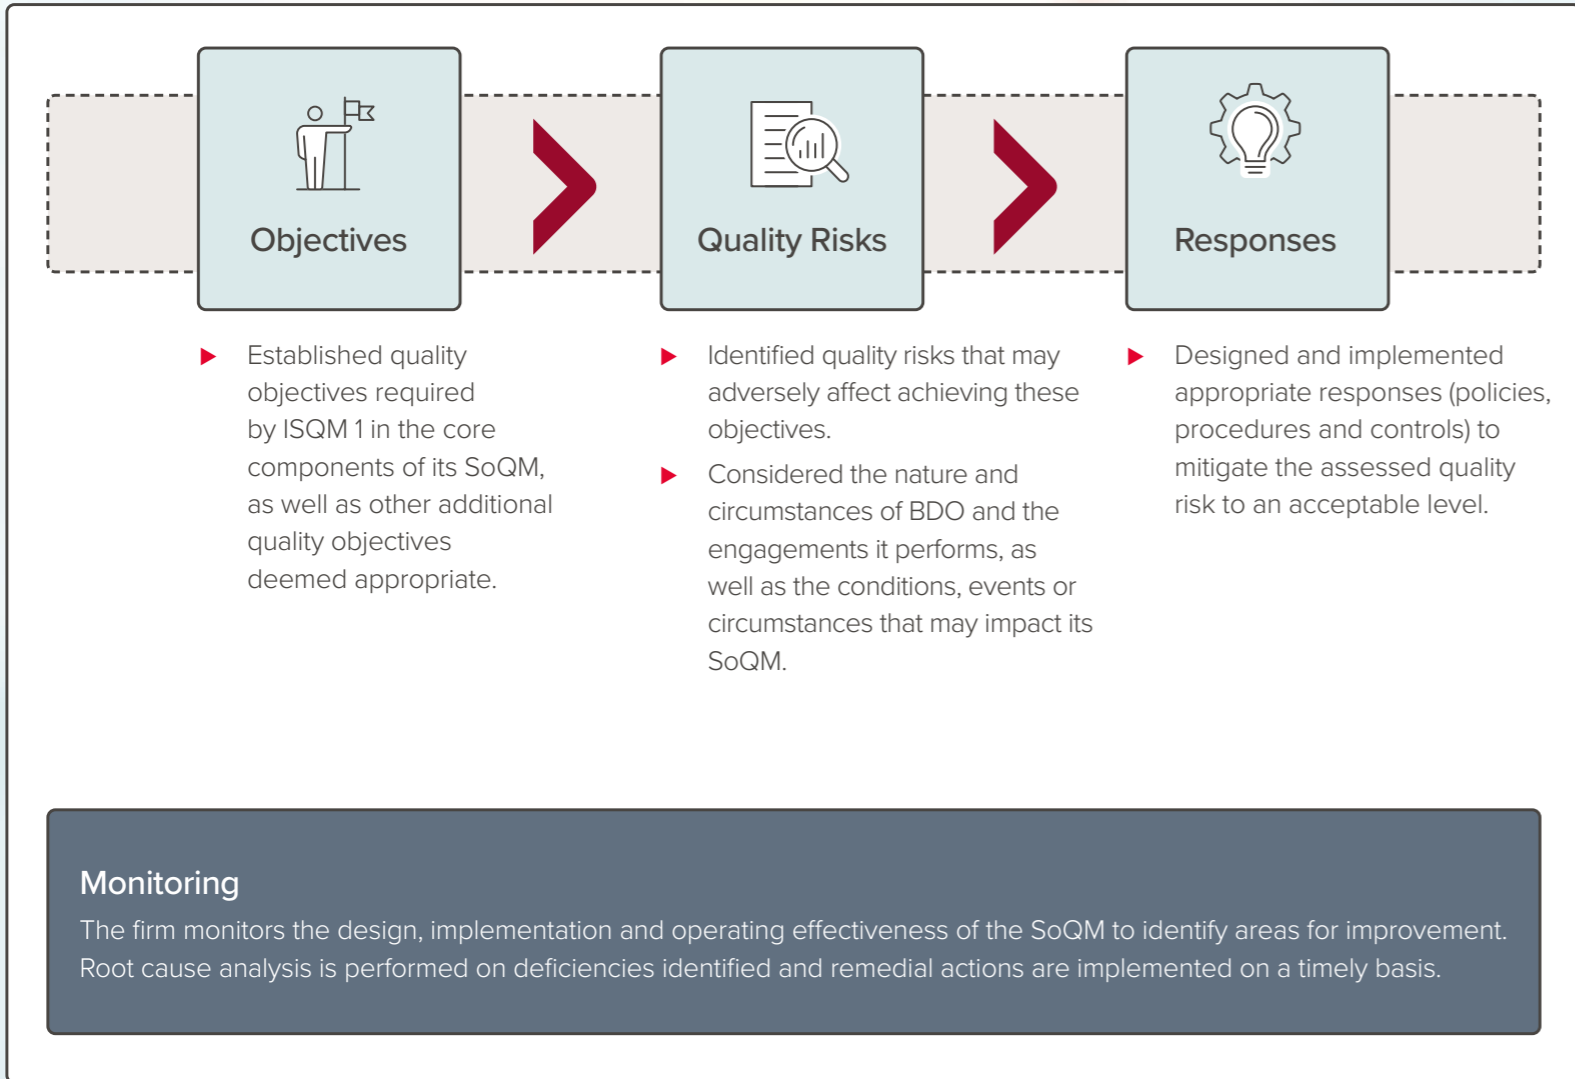 Objectives
Quality Risks
Responses
Established quality
objectives required
by ISQM 1 in the core
components of its SoQM,
as well as other additional
quality objectives
deemed appropriate.
Identified quality risks that may
adversely affect achieving these
objectives.
Considered the nature and
circumstances of BDO and the
engagements it performs, as
well as the conditions, events or
circumstances that may impact its
SoQM.
Designed and implemented
appropriate responses (policies,
procedures and controls) to
mitigate the assessed quality
risk to an acceptable level.
Monitoring
The firm monitors the design, implementation and operating effectiveness of the SoQM to identify areas for improvement.
Root cause analysis is performed on deficiencies identified and remedial actions are implemented on a timely basis.